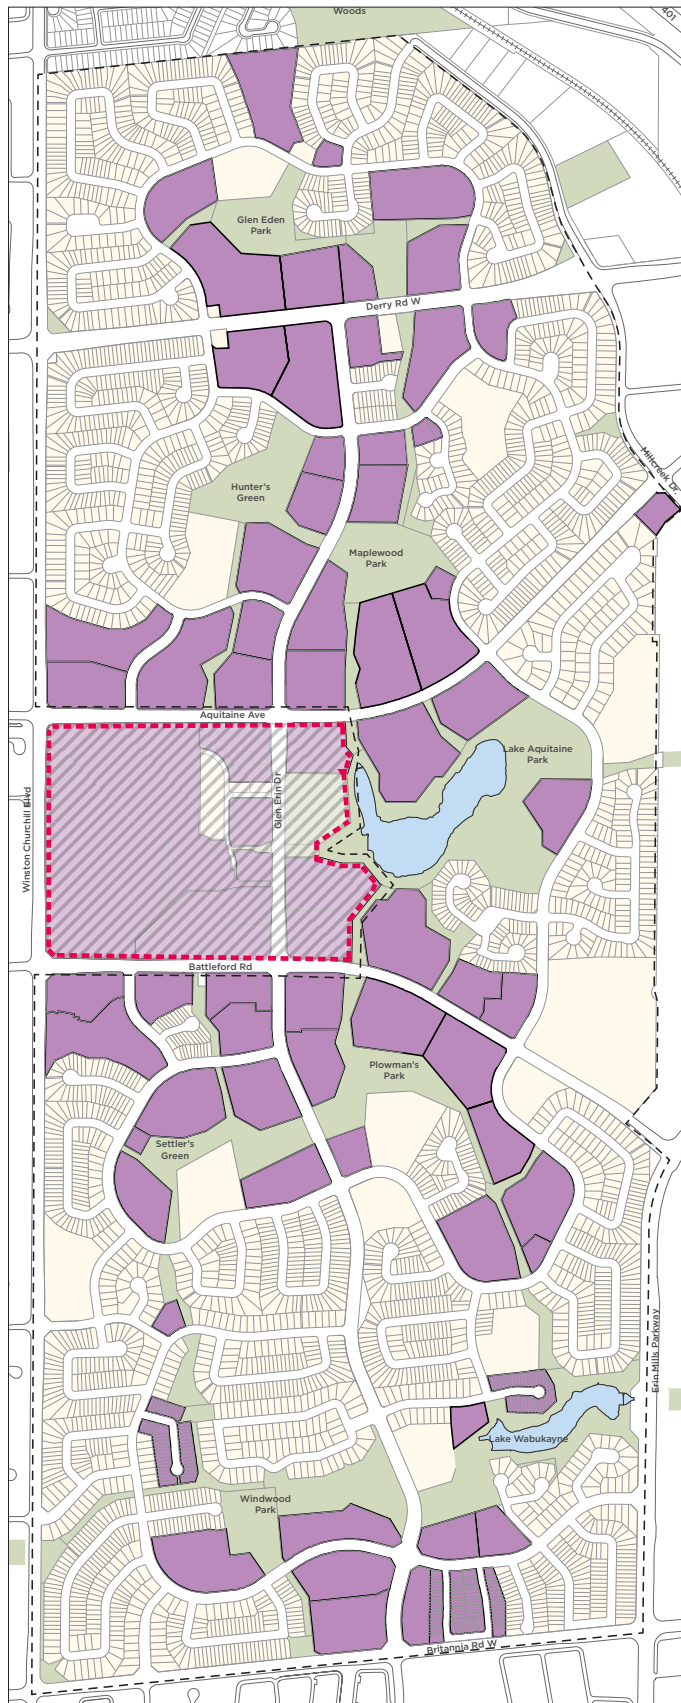 Woods
401
Glen Eden
Park
Derry Rd W
Millcreek Dr.
Hunter's
Green
Maplewood
Park
Aquitaine Ave
Lake Aquitaine
Park
Glen Erin Dr
Winston Churchill Blvd
Battleford Rd
Plowman's
Park
Settler's
Green
Erin Mills Parkway
Lake Wabukayne
Windwood
Park
Britannia Rd W